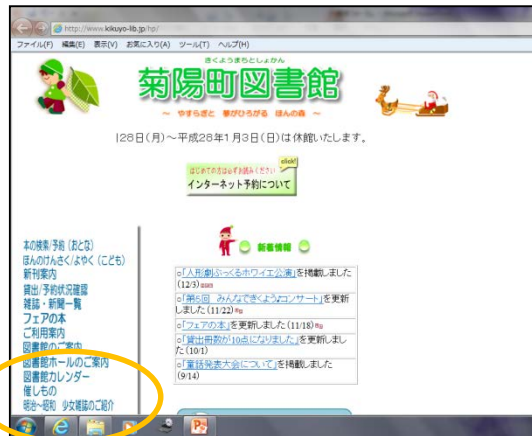 http://www.kikuyo-lib.jp/hp/
ファイル(F) 編集(E) 表示(V) お気に入り(A) ツール(T) ヘルプ(H)
きくようまちとしょかん
菊陽町図書館
～ やすらぎと 夢がひろがる ほんの森 ～
28日(月)～平成28年1月3日(日)は休館いたします。
click!
はじめての方は必ずお読みください
インターネット予約について
本の検索/予約（おとな）
ほんのけんさく/よやく（こども）
新刊案内
貸出/予約状況確認
雑誌・新聞一覧
フェアの本
ご利用案内
図書館のご案内
図書館ホールのご案内
図書館カレンダー
催しもの
明治～昭和 少女雑誌のご紹介
新着情報
○「人形劇ぶっくるホワイエ公演」を掲載しました
(12/3)
○「第5回 みんなできくよう♪コンサート」を更新
しました(11/22)
○「フェアの本」を更新しました(11/18)
○「貸出冊数が10点になりました」を更新しまし
た(10/1)
○「童話発表大会について」を掲載しました
(9/14)